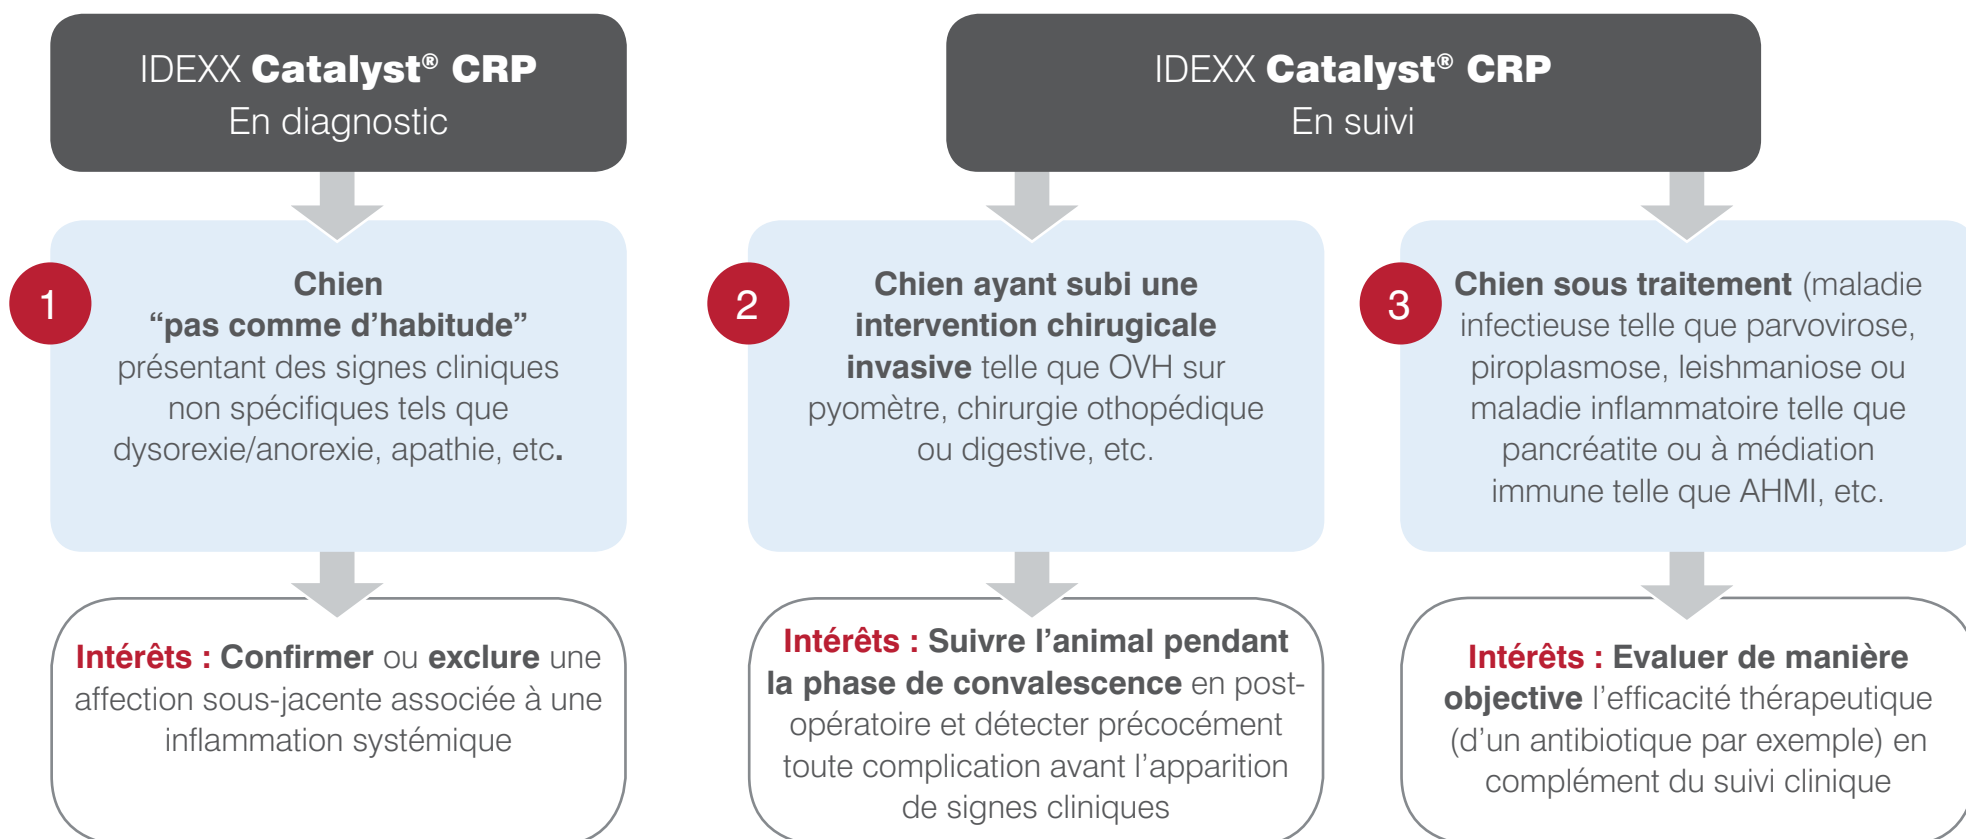 IDEXX Catalyst® CRP
En diagnostic
IDEXX Catalyst® CRP
En suivi
1
Chien
“pas comme d’habitude”
présentant des signes cliniques
non spécifiques tels que
dysorexie/anorexie, apathie, etc.
2
Chien ayant subi une
intervention chirugicale
invasive telle que OVH sur
pyomètre, chirurgie othopédique
ou digestive, etc.
3
Chien sous traitement (maladie
infectieuse telle que parvovirose,
piroplasmose, leishmaniose ou
maladie inflammatoire telle que
pancréatite ou à médiation
immune telle que AHMI, etc.
Intérêts : Confirmer ou exclure une
affection sous-jacente associée à une
inflammation systémique
Intérêts : Suivre l’animal pendant
la phase de convalescence en post-
opératoire et détecter précocément
toute complication avant l’apparition
de signes cliniques
Intérêts : Evaluer de manière
objective l’efficacité thérapeutique
(d’un antibiotique par exemple) en
complément du suivi clinique